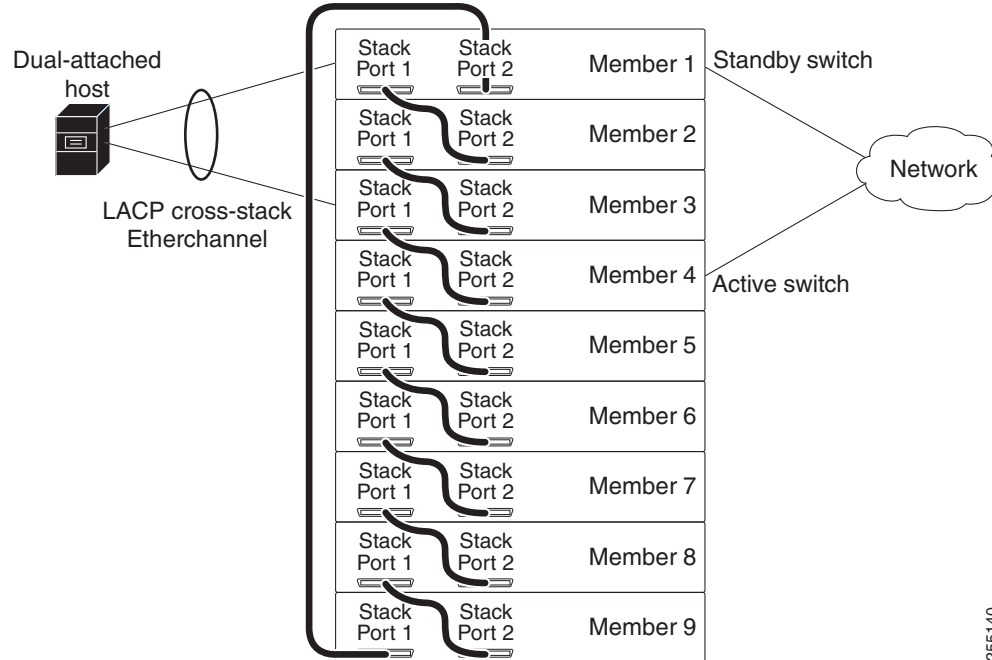 Dual-attached
host
LACP cross-stack
Etherchannel
Stack
Port 1
Stack
Port 2
Member 1
Stack
Port 1
Stack
Port 2
Member 2
Stack
Port 1
Stack
Port 2
Member 3
Stack
Port 1
Stack
Port 2
Member 4
Stack
Port 1
Stack
Port 2
Member 5
Stack
Port 1
Stack
Port 2
Member 6
Stack
Port 1
Stack
Port 2
Member 7
Stack
Port 1
Stack
Port 2
Member 8
Stack
Port 1
Stack
Port 2
Member 9
Standby switch
Network
Active switch